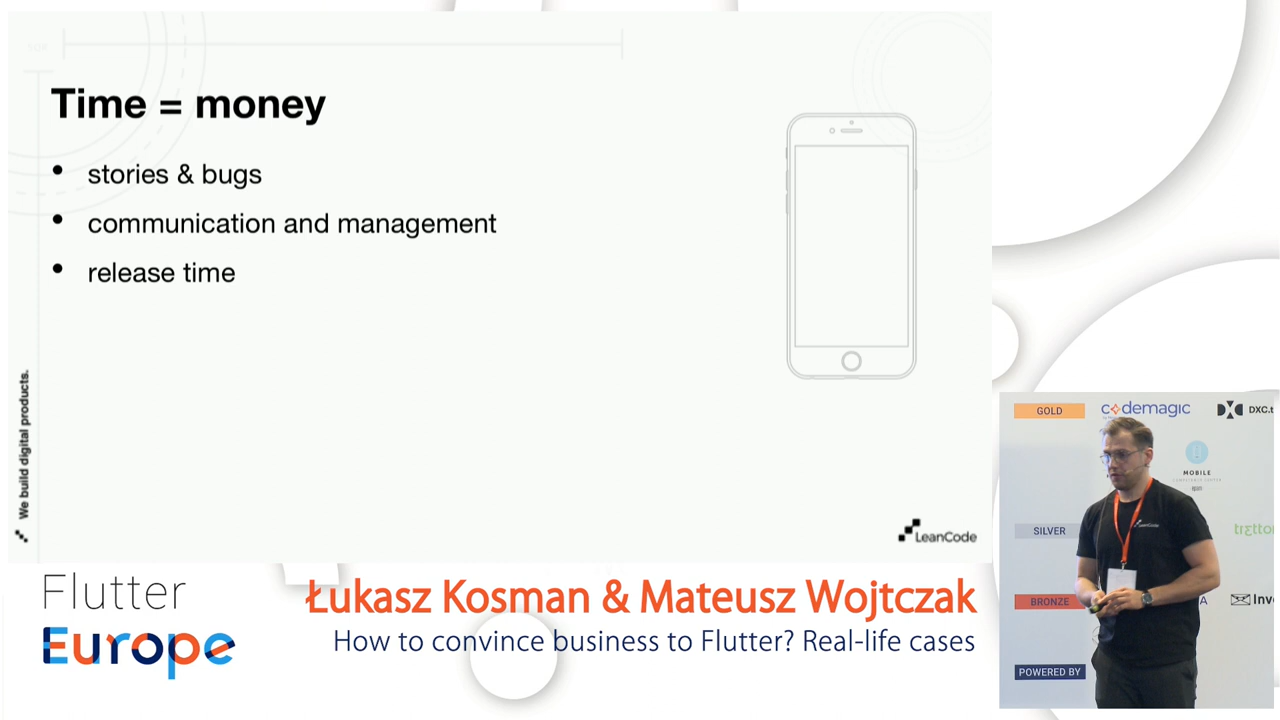 Time = money
• stories & bugs
• communication and management
• release time
We build digital products.
LeanCode
GOLD
codemagic
DXC.t
MOBILE
SILVER
LeanCode
tretto
BRONZE
Inv
POWERED BY
Flutter
Europe
Łukasz Kosman & Mateusz Wojtczak
How to convince business to Flutter? Real-life cases